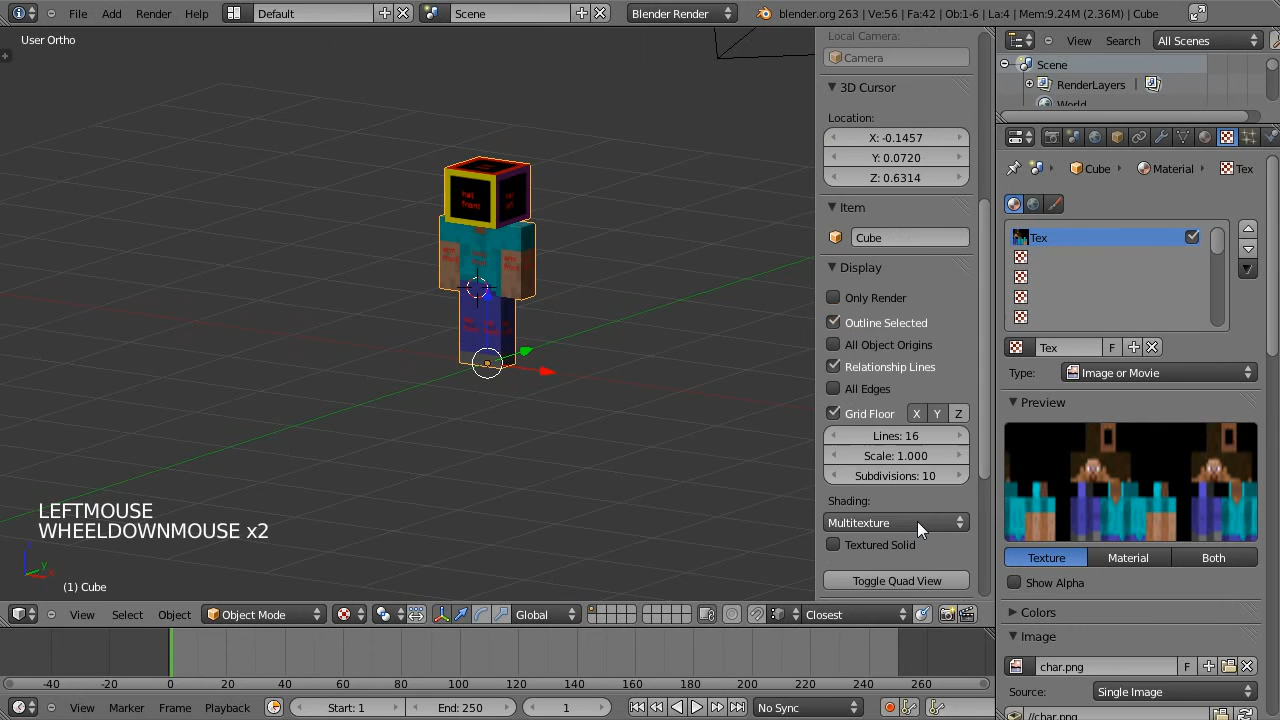 File Add Render Help Default Scene Blender Render blender.org 263 | Ve:56 | Fa:42 | Ob:1-6 | La:4 | Mem:9.24M (2.36M) | Cube
User Ortho
Local Camera:
Camera
3D Cursor
Location:
X: -0.1457
Y: 0.0720
Z: 0.6314
Item
Cube
Display
Only Render
Outline Selected
All Object Origins
Relationship Lines
All Edges
Grid Floor X Y Z
Lines: 16
Scale: 1.000
Subdivisions: 10
Shading:
Multitexture
Textured Solid
Toggle Quad View
LEFTMOUSE
WHEELDOWNMOUSE x2
(1) Cube
View Select Object Object Mode Global Closest
-40 -20 0 20 40 60 80 100 120 140 160 180 200 220 240 260
View Marker Frame Playback Start: 1 End: 250 1 No Sync
View Search All Scenes
Scene
RenderLayers |
World
Cube Material Tex
Tex
Tex F
Type: Image or Movie
Preview
Texture Material Both
Show Alpha
Colors
Image
char.png F
Source: Single Image
//char.png